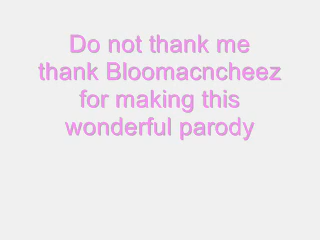 Do not thank me
thank Bloomacncheez
for making this
wonderful parody